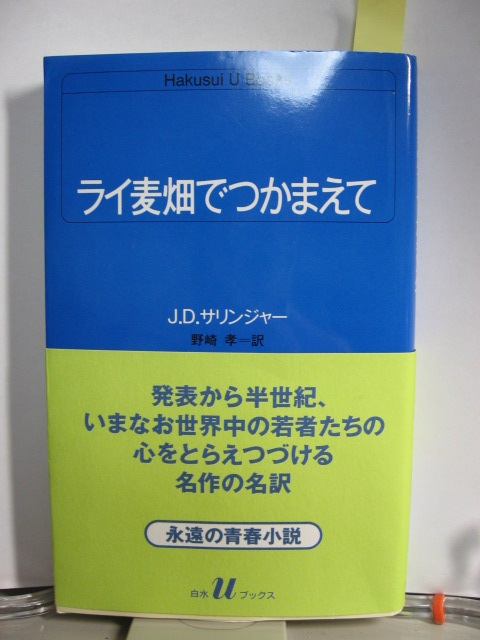 Hakusui U Books
ライ麦畑でつかまえて
J.D.サリンジャー
野崎 孝=訳
発表から半世紀、
いまなお世界中の若者たちの
心をとらえつづける
名作の名訳
永遠の青春小説
白水 u ブックス